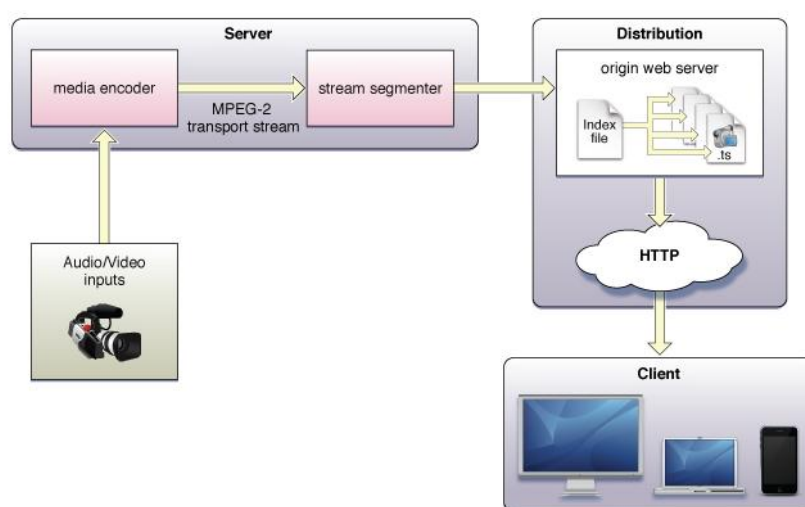 Server
media encoder
MPEG-2
transport stream
stream segmenter
Audio/Video
inputs
Distribution
origin web server
Index
file
.ts
HTTP
Client